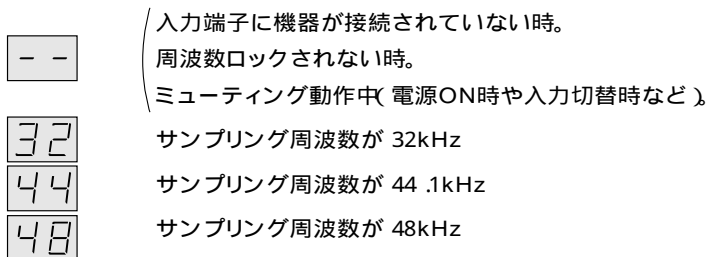 入力端子に機器が接続されていない時。
-- 周波数ロックされない時。
ミューティング動作中(電源ON時や入力切替時など)。
32 サンプリング周波数が 32kHz
44 サンプリング周波数が 44.1kHz
48 サンプリング周波数が 48kHz